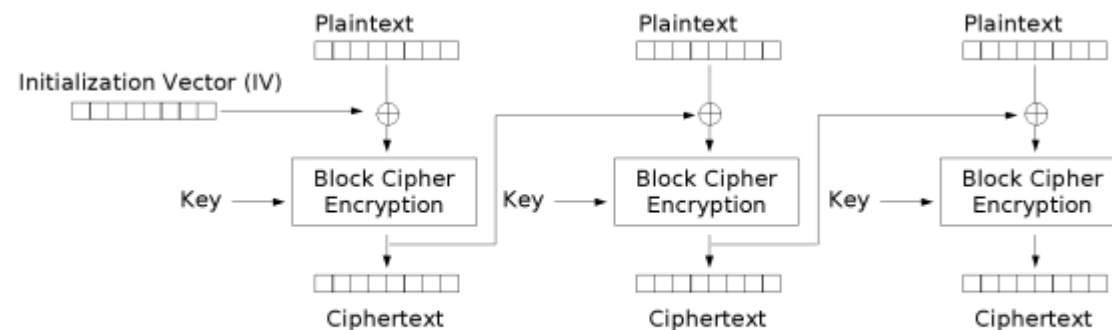 Plaintext
Plaintext
Plaintext
Initialization Vector (IV)
Key
Block Cipher
Encryption
Key
Block Cipher
Encryption
Key
Block Cipher
Encryption
Ciphertext
Ciphertext
Ciphertext